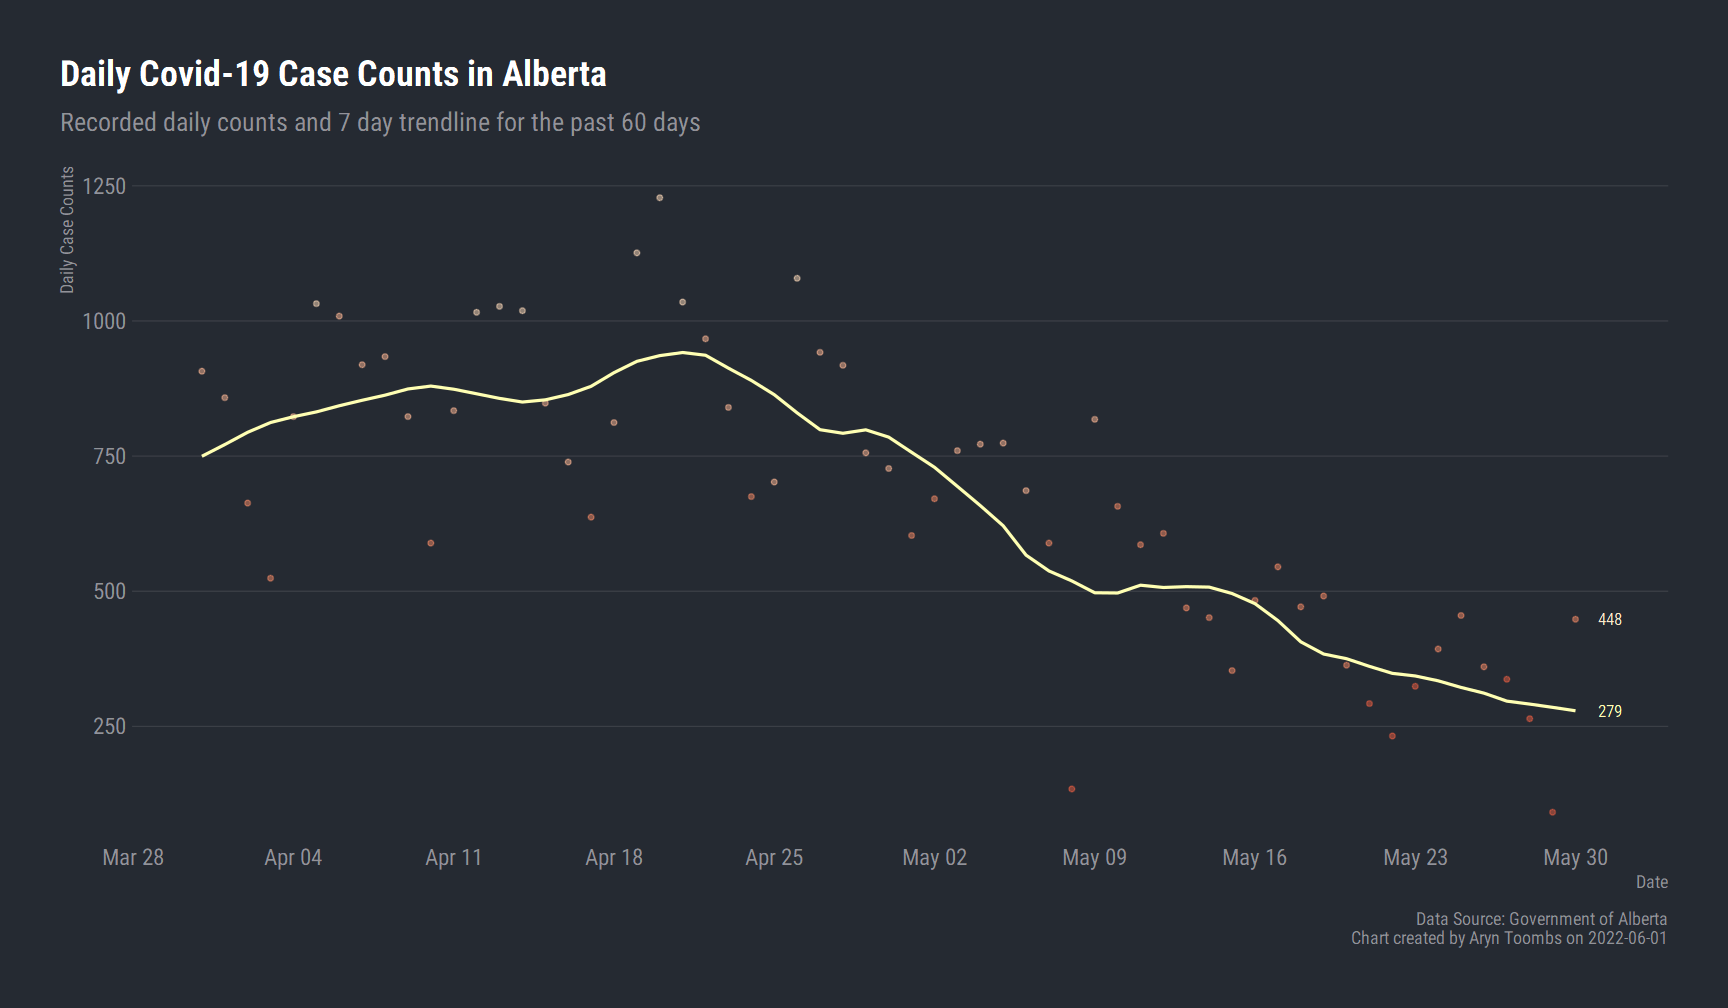 Daily Covid-19 Case Counts in Alberta
Recorded daily counts and 7 day trendline for the past 60 days
Daily Case Counts
1250
1000
750
500
250
448
279
Mar 28 Apr 04 Apr 11 Apr 18 Apr 25 May 02 May 09 May 16 May 23 May 30
Date
Data Source: Government of Alberta
Chart created by Aryn Toombs on 2022-06-01